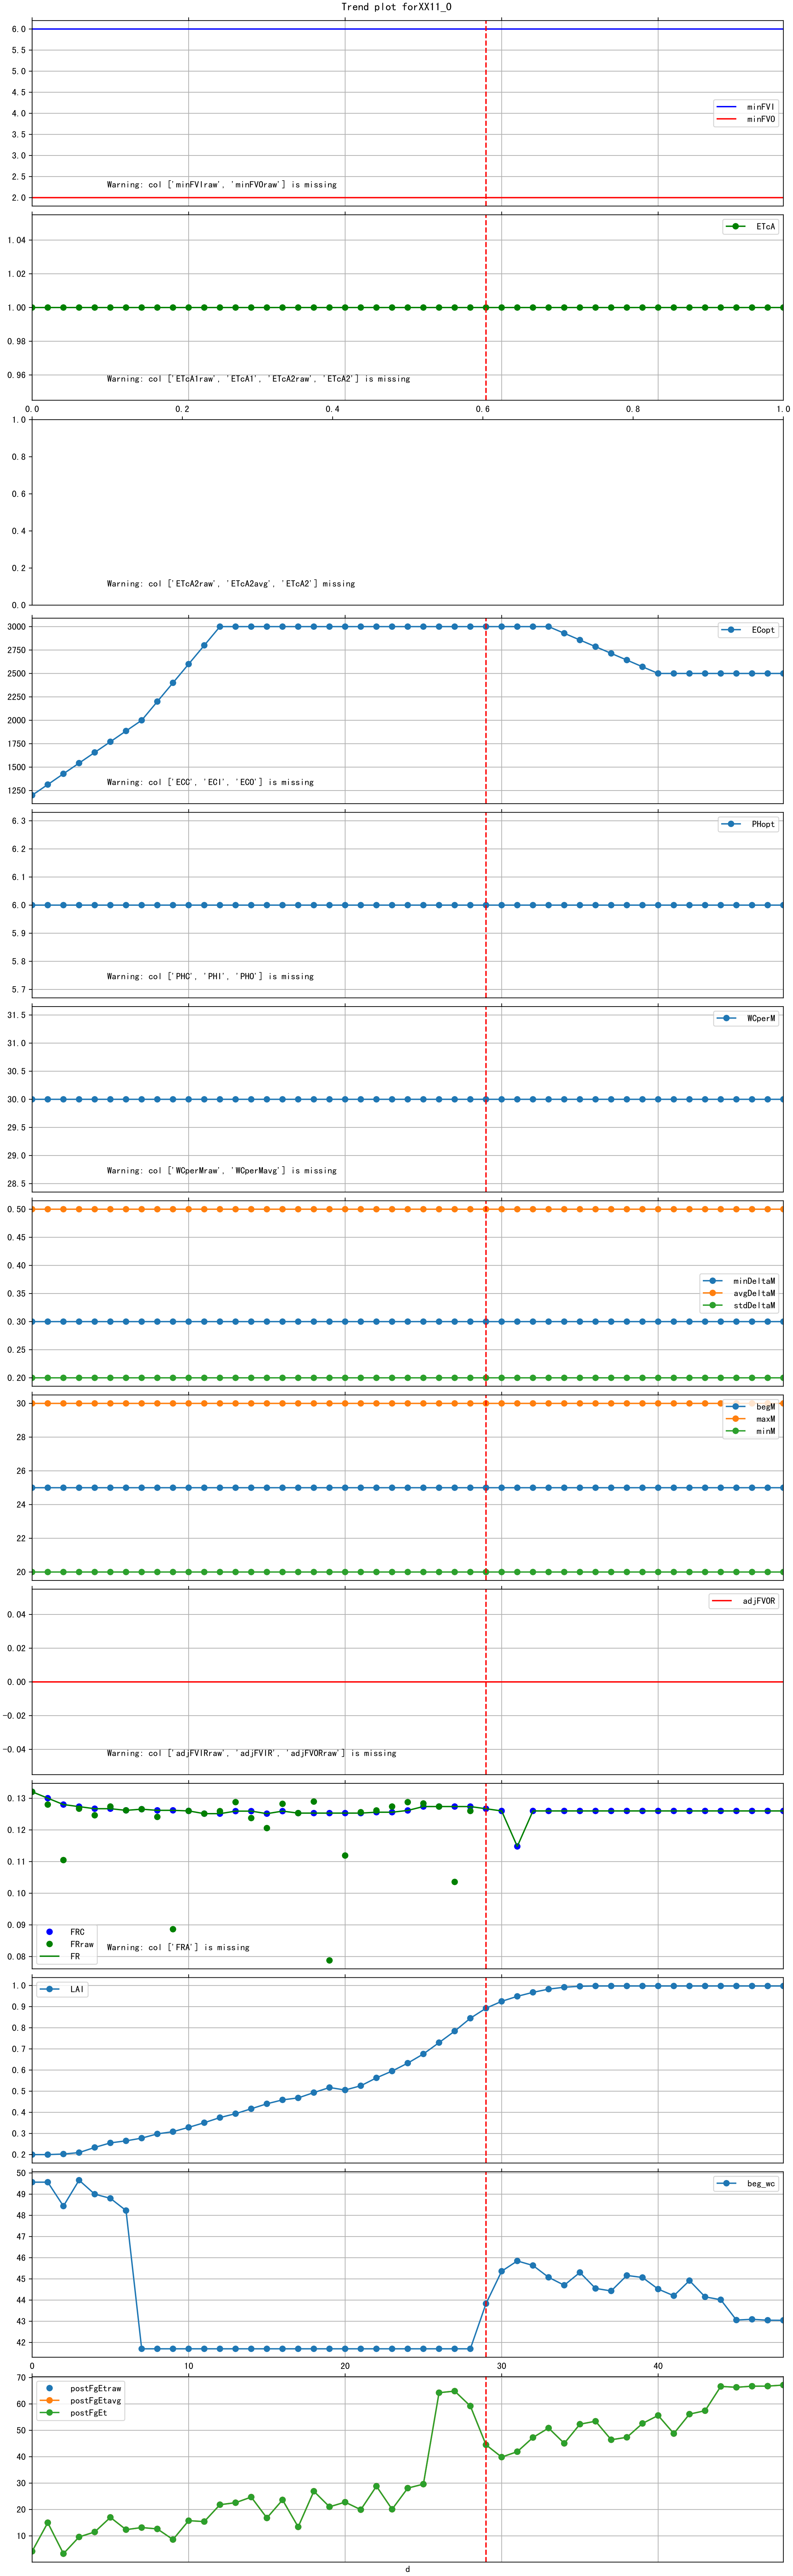 Trend plot forXX11_0
6.0
5.5
5.0
4.5
4.0
3.5
3.0
2.5
2.0
minFVI
minFVO
Warning: col ['minFVIraw', 'minFVOraw'] is missing
1.04
1.02
1.00
0.98
0.96
ETcA
Warning: col ['ETcA1raw', 'ETcA1', 'ETcA2raw', 'ETcA2'] is missing
0.0 0.2 0.4 0.6 0.8 1.0
1.0
0.8
0.6
0.4
0.2
0.0
Warning: col ['ETcA2raw', 'ETcA2avg', 'ETcA2'] missing
3000
2750
2500
2250
2000
1750
1500
1250
ECopt
Warning: col ['ECC', 'ECI', 'ECO'] is missing
6.3
6.2
6.1
6.0
5.9
5.8
5.7
PHopt
Warning: col ['PHC', 'PHI', 'PHO'] is missing
31.5
31.0
30.5
30.0
29.5
29.0
28.5
WCperM
Warning: col ['WCperMraw', 'WCperMavg'] is missing
0.50
0.45
0.40
0.35
0.30
0.25
0.20
minDeltaM
avgDeltaM
stdDeltaM
30
28
26
24
22
20
begM
maxM
minM
0.04
0.02
0.00
−0.02
−0.04
adjFVOR
Warning: col ['adjFVIRraw', 'adjFVIR', 'adjFVORraw'] is missing
0.13
0.12
0.11
0.10
0.09
0.08
FRC
FRraw
FR
Warning: col ['FRA'] is missing
1.0
0.9
0.8
0.7
0.6
0.5
0.4
0.3
0.2
LAI
50
49
48
47
46
45
44
43
42
beg_wc
0 10 20 30 40
70
60
50
40
30
20
10
postFgEtraw
postFgEtavg
postFgEt
d